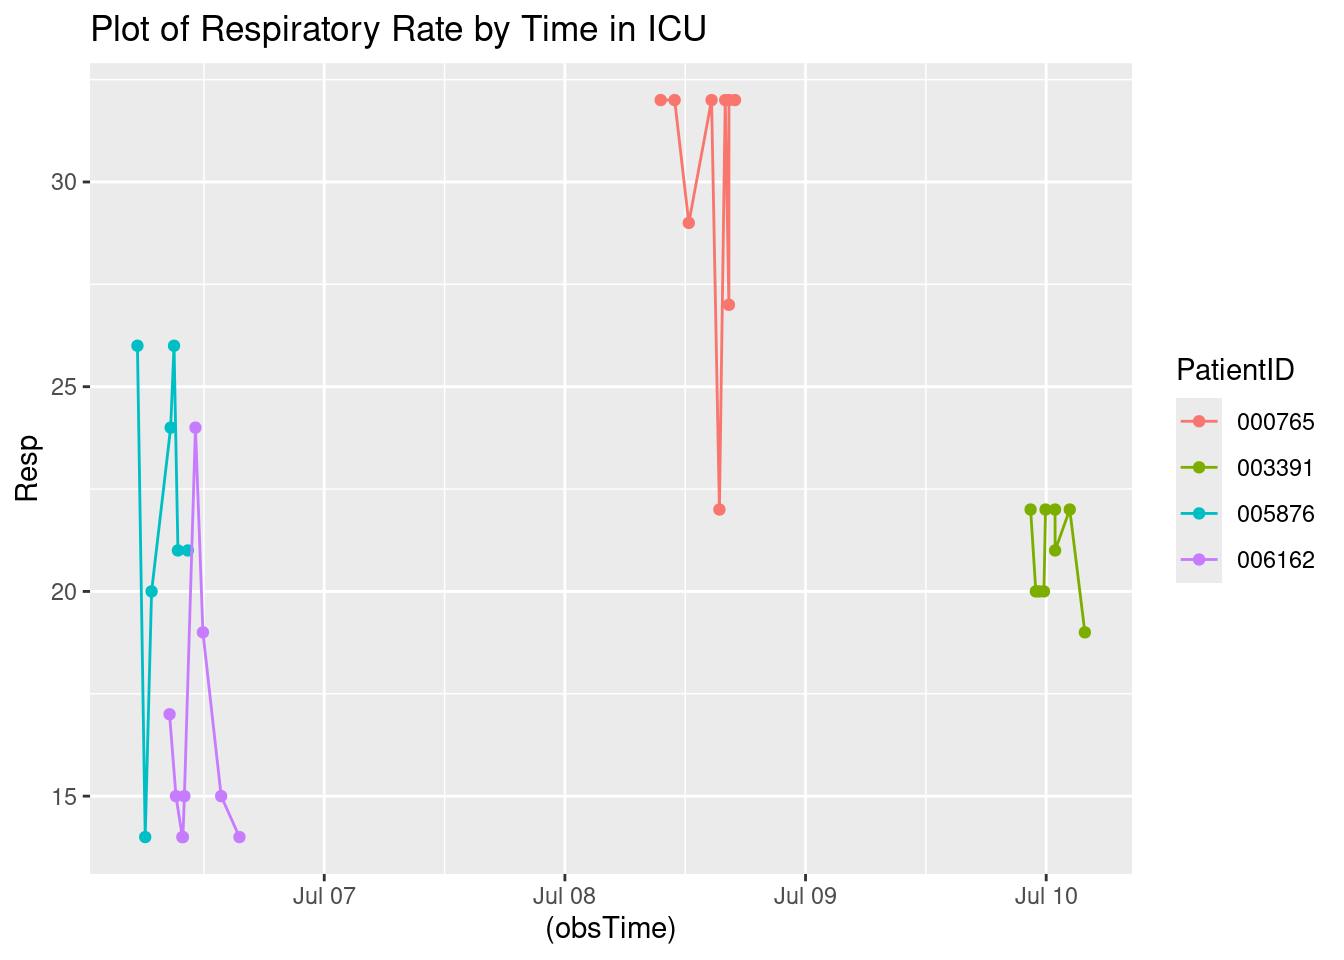 Plot of Respiratory Rate by Time in ICU
30
25
20
15
Resp
Jul 07
Jul 08
Jul 09
Jul 10
(obsTime)
PatientID
000765
003391
005876
006162